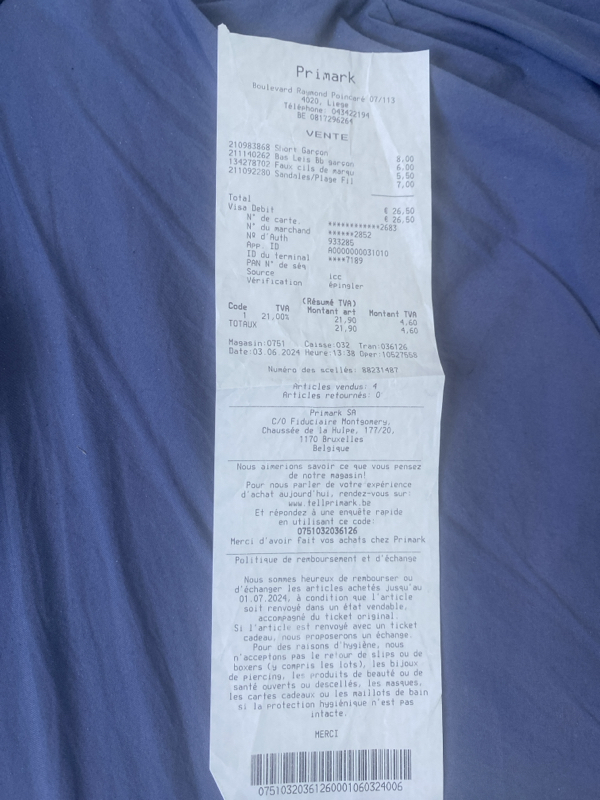 Primark
Boulevard Raymond Poincaré 07/113
4020, Liege
Téléphone: 043422194
BE 0817296264
VENTE
210983868 Short Garcon 8,00
211140262 Bas Leis Bb garcon 6,00
134278702 Faux cils de marqu 5,50
211092280 Sandales/Plage Fil 7,00
Total € 26,50
Visa Debit € 26,50
N° de carte. ************2683
N° du marchand ******2852
Nº d'Auth 933285
App. ID A0000000031010
ID du terminal ****7189
PAN N° de séq
Source icc
Vérification épingler
(Résumé TVA)
Code TVA Montant art Montant TVA
1 21,00% 21,90 4,60
TOTAUX 21,90 4,60
Magasin:0751 Caisse:032 Tran:036126
Date:03.06.2024 Heure:13:38 Oper:10527558
Numéro des scellés: 88231487
Articles vendus: 4
Articles retournés: 0
Primark SA
C/O Fiduciaire Montgomery,
Chaussée de la Hulpe, 177/20,
1170 Bruxelles
Belgique
Nous aimerions savoir ce que vous pensez
de notre magasin!
Pour nous parler de votre expérience
d'achat aujourd'hui, rendez-vous sur:
www.tellprimark.be
Et répondez à une enquête rapide
en utilisant ce code:
0751032036126
Merci d'avoir fait vos achats chez Primark
Politique de remboursement et d'échange
Nous sommes heureux de rembourser ou
d'échanger les articles achetés jusqu'au
01.07.2024, à condition que l'article
soit renvoyé dans un état vendable,
accompagné du ticket original.
Si l'article est renvoyé avec un ticket
cadeau, nous proposerons un échange.
Pour des raisons d'hygiène, nous
n'acceptons pas le retour de slips ou de
boxers (y compris les lots), les bijoux
de piercing, les produits de beauté ou de
santé ouverts ou descellés, les masques,
les cartes cadeaux ou les maillots de bain
si la protection hygiénique n'est pas
intacte.
MERCI
07510320361260001060324006